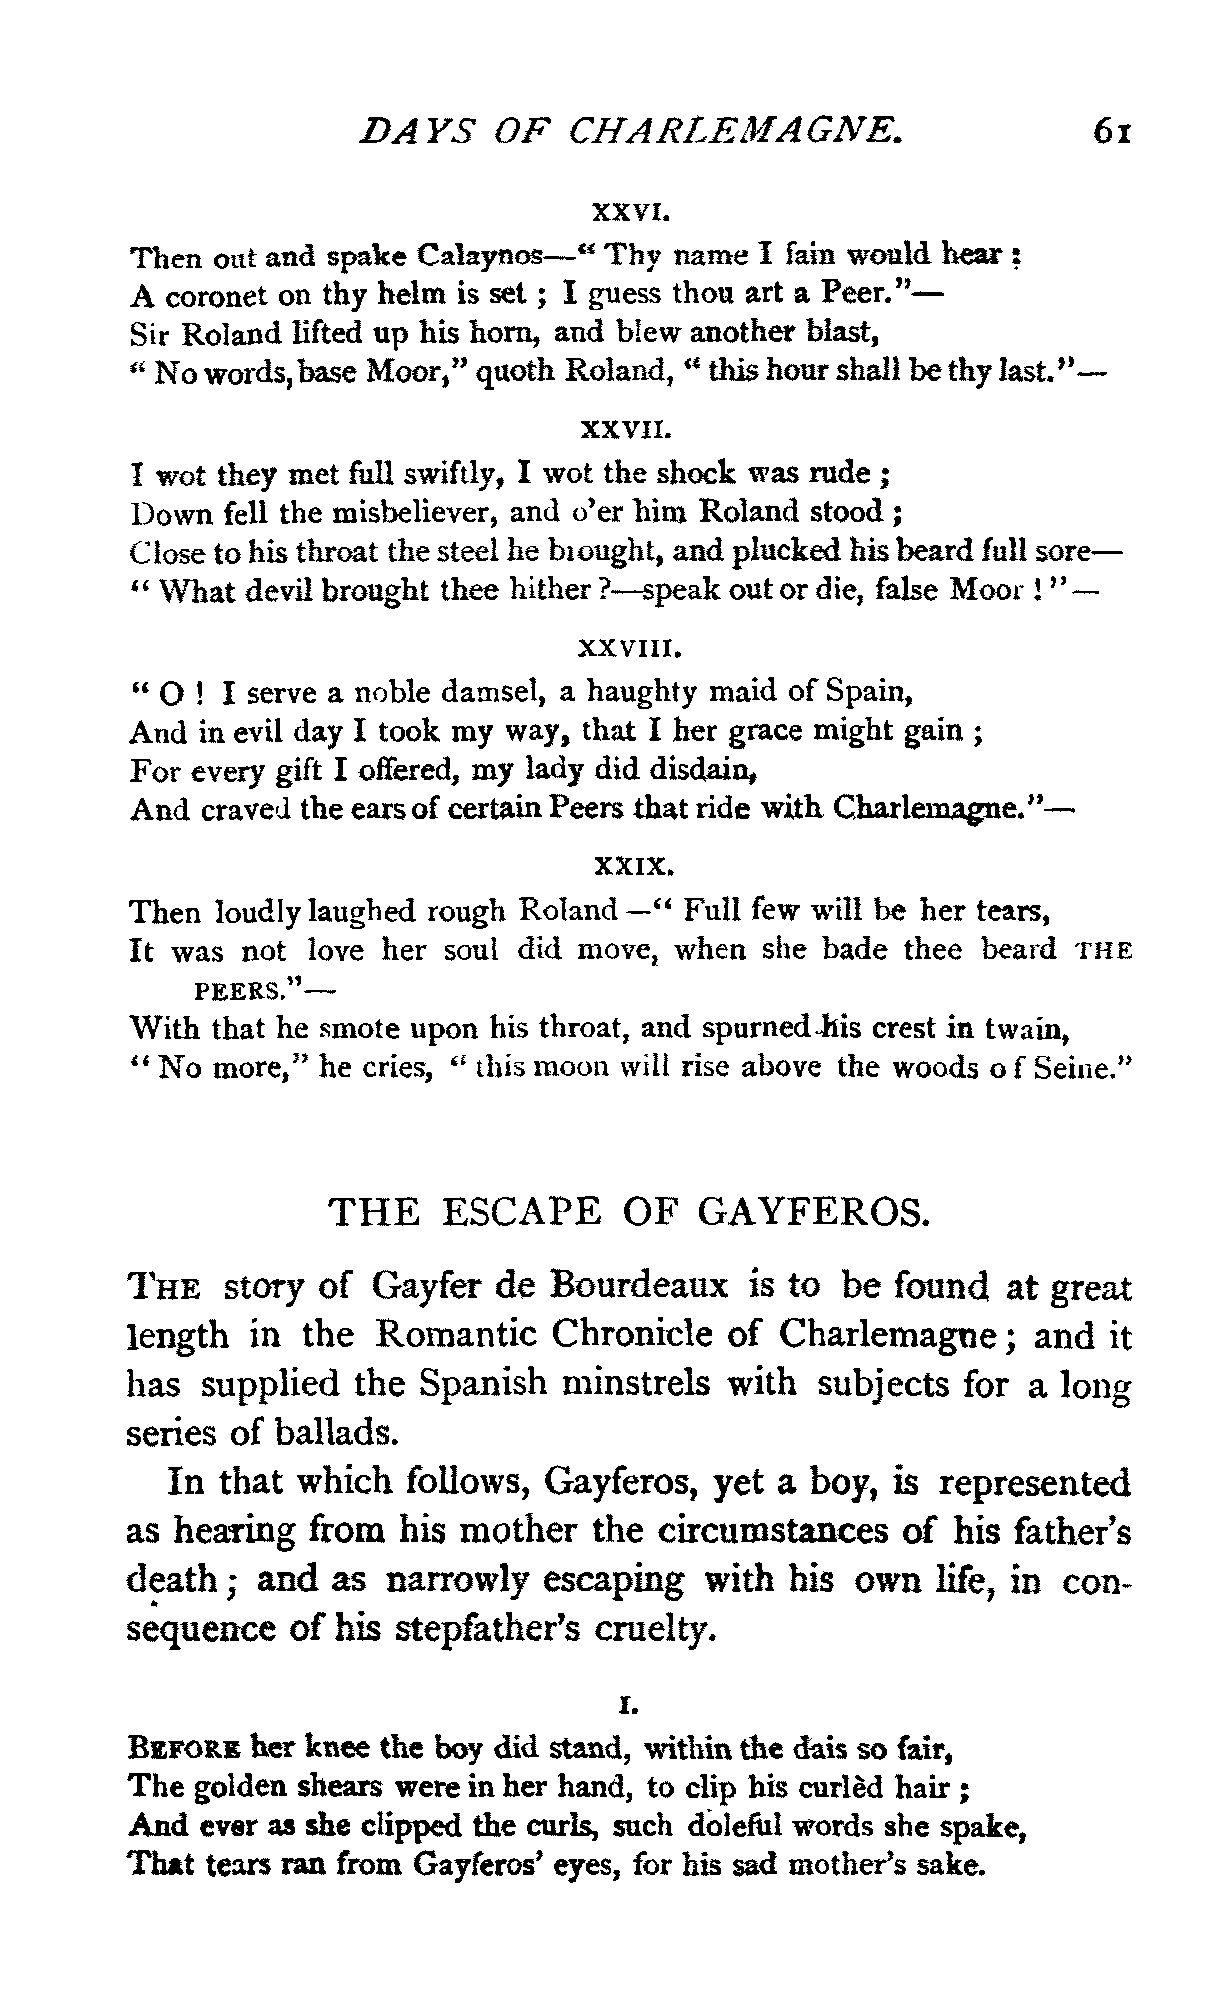 DAYS OF CHARLEMAGNE. 61
XXVI.
Then out and spake Calaynos—“ Thy name I fain would hear :
A coronet on thy helm is set ; I guess thou art a Peer.”—
Sir Roland lifted up his horn, and blew another blast,
“ No words, base Moor,” quoth Roland, “ this hour shall be thy last.”—
XXVII.
I wot they met full swiftly, I wot the shock was rude ;
Down fell the misbeliever, and o’er him Roland stood ;
Close to his throat the steel he brought, and plucked his beard full sore—
“ What devil brought thee hither ?—speak out or die, false Moor ! ”—
XXVIII.
“ O ! I serve a noble damsel, a haughty maid of Spain,
And in evil day I took my way, that I her grace might gain ;
For every gift I offered, my lady did disdain,
And craved the ears of certain Peers that ride with Charlemagne.”—
XXIX.
Then loudly laughed rough Roland—“ Full few will be her tears,
It was not love her soul did move, when she bade thee beard THE
PEERS.”—
With that he smote upon his throat, and spurned his crest in twain,
“ No more,” he cries, “ this moon will rise above the woods of Seine.”
THE ESCAPE OF GAYFEROS.
THE story of Gayfer de Bourdeaux is to be found at great
length in the Romantic Chronicle of Charlemagne ; and it
has supplied the Spanish minstrels with subjects for a long
series of ballads.
In that which follows, Gayferos, yet a boy, is represented
as hearing from his mother the circumstances of his father’s
death ; and as narrowly escaping with his own life, in con-
sequence of his stepfather’s cruelty.
I.
BEFORE her knee the boy did stand, within the dais so fair,
The golden shears were in her hand, to clip his curlèd hair ;
And ever as she clipped the curls, such doleful words she spake,
That tears ran from Gayferos’ eyes, for his sad mother’s sake.